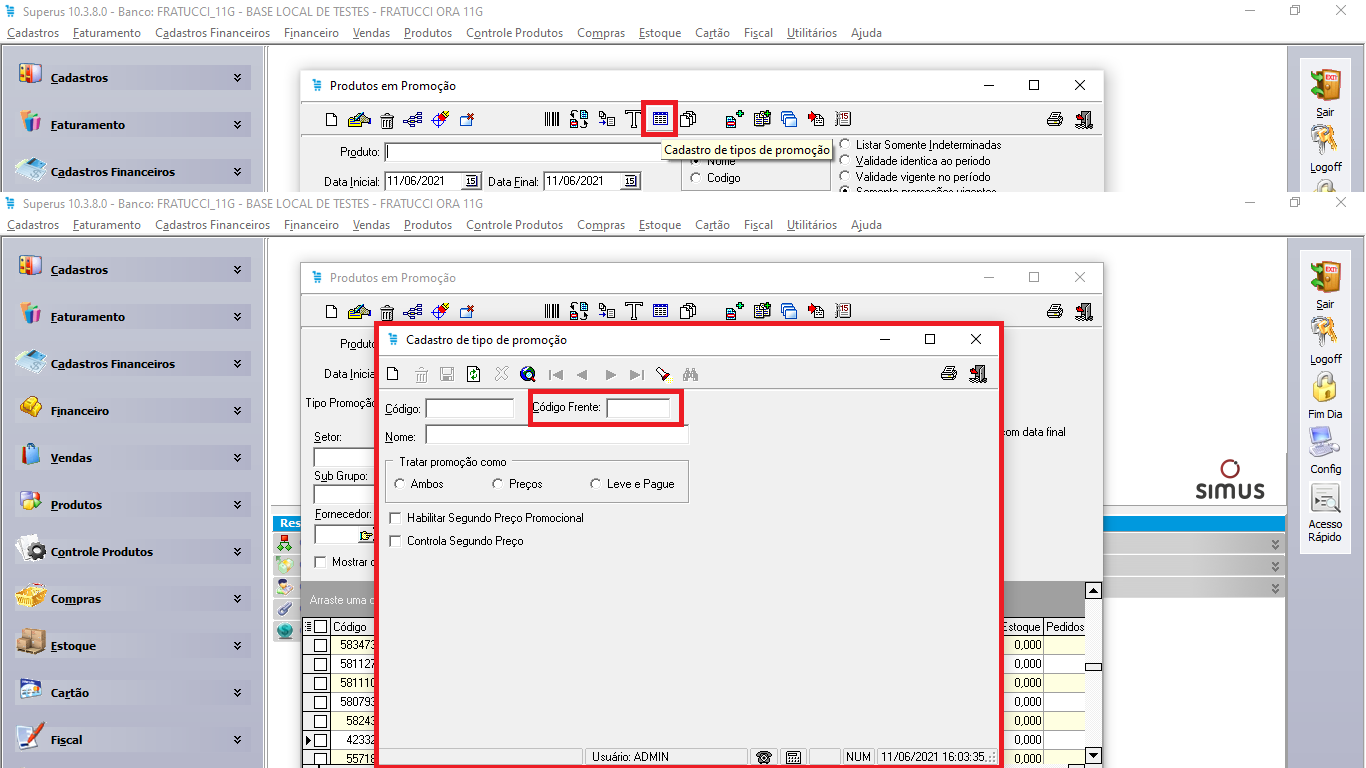 Superus 10.3.8.0 - Banco: FRATUCCI_11G - BASE LOCAL DE TESTES - FRATUCCI ORA 11G
Cadastros Faturamento Cadastros Financeiros Financeiro Vendas Produtos Controle Produtos Compras Estoque Cartão Fiscal Utilitários Ajuda
Cadastros
Faturamento
Cadastros Financeiros
Produtos em Promoção
Produto:
Cadastro de tipos de promoção
Nome
Codigo
Data Inicial: 11/06/2021 15 Data Final: 11/06/2021 15
Listar Somente Indeterminadas
Validade identica ao periodo
Validade vigente no período
Somente promoções vigentes
EXIT
Sair
Logoff
Superus 10.3.8.0 - Banco: FRATUCCI_11G - BASE LOCAL DE TESTES - FRATUCCI ORA 11G
Cadastros Faturamento Cadastros Financeiros Financeiro Vendas Produtos Controle Produtos Compras Estoque Cartão Fiscal Utilitários Ajuda
Cadastros
Faturamento
Cadastros Financeiros
Financeiro
Vendas
Produtos
Controle Produtos
Compras
Estoque
Cartão
Fiscal
Produtos em Promoção
Produto
Data Inicia
Tipo Promoção
Setor:
Sub Grupo:
Fornecedor:
Mostrar
Res
Arraste uma
Código
583473
581127
581110
580793
58243
42332
55718
Cadastro de tipo de promoção
Código: Código Frente:
Nome:
Tratar promoção como
Ambos Preços Leve e Pague
Habilitar Segundo Preço Promocional
Controla Segundo Preço
Usuário: ADMIN NUM 11/06/2021 16:03:35
com data final
Estoque Pedidos
0,000
0,000
0,000
0,000
0,000
0,000
0,000
SIMUS
EXIT
Sair
Logoff
Fim Dia
Config
Acesso
Rápido